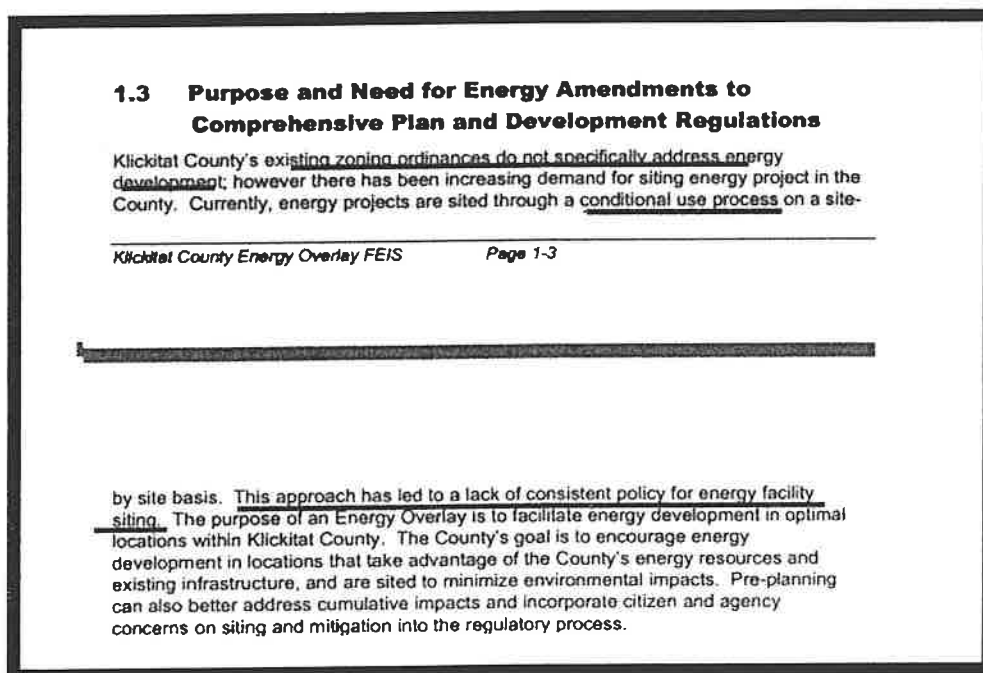 1.3 Purpose and Need for Energy Amendments to
Comprehensive Plan and Development Regulations
Klickitat County's existing zoning ordinances do not specifically address energy
development; however there has been increasing demand for siting energy project in the
County. Currently, energy projects are sited through a conditional use process on a site-
Klickitat County Energy Overlay FEIS Page 1-3
by site basis. This approach has led to a lack of consistent policy for energy facility
siting. The purpose of an Energy Overlay is to facilitate energy development in optimal
locations within Klickitat County. The County's goal is to encourage energy
development in locations that take advantage of the County's energy resources and
existing infrastructure, and are sited to minimize environmental impacts. Pre-planning
can also better address cumulative impacts and incorporate citizen and agency
concerns on siting and mitigation into the regulatory process.